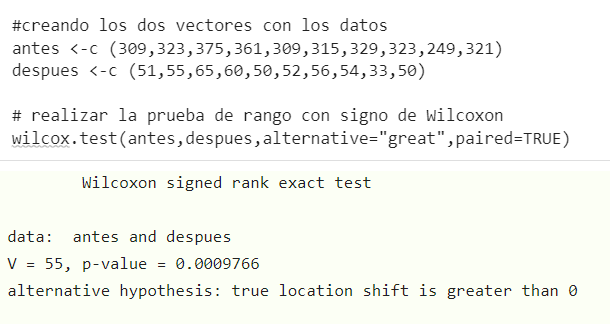 #creando los dos vectores con los datos
antes <-c (309,323,375,361,309,315,329,323,249,321)
despues <-c (51,55,65,60,50,52,56,54,33,50)
# realizar la prueba de rango con signo de Wilcoxon
wilcox.test(antes,despues,alternative="great",paired=TRUE)
Wilcoxon signed rank exact test
data:  antes and despues
V = 55, p-value = 0.0009766
alternative hypothesis: true location shift is greater than 0